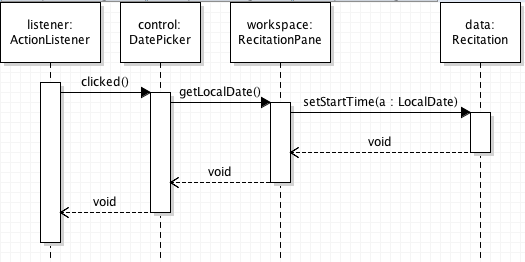 listener:
ActionListener
control:
DatePicker
workspace:
RecitationPane
data:
Recitation
clicked()
getLocalDate()
setStartTime(a : LocalDate)
void
void
void